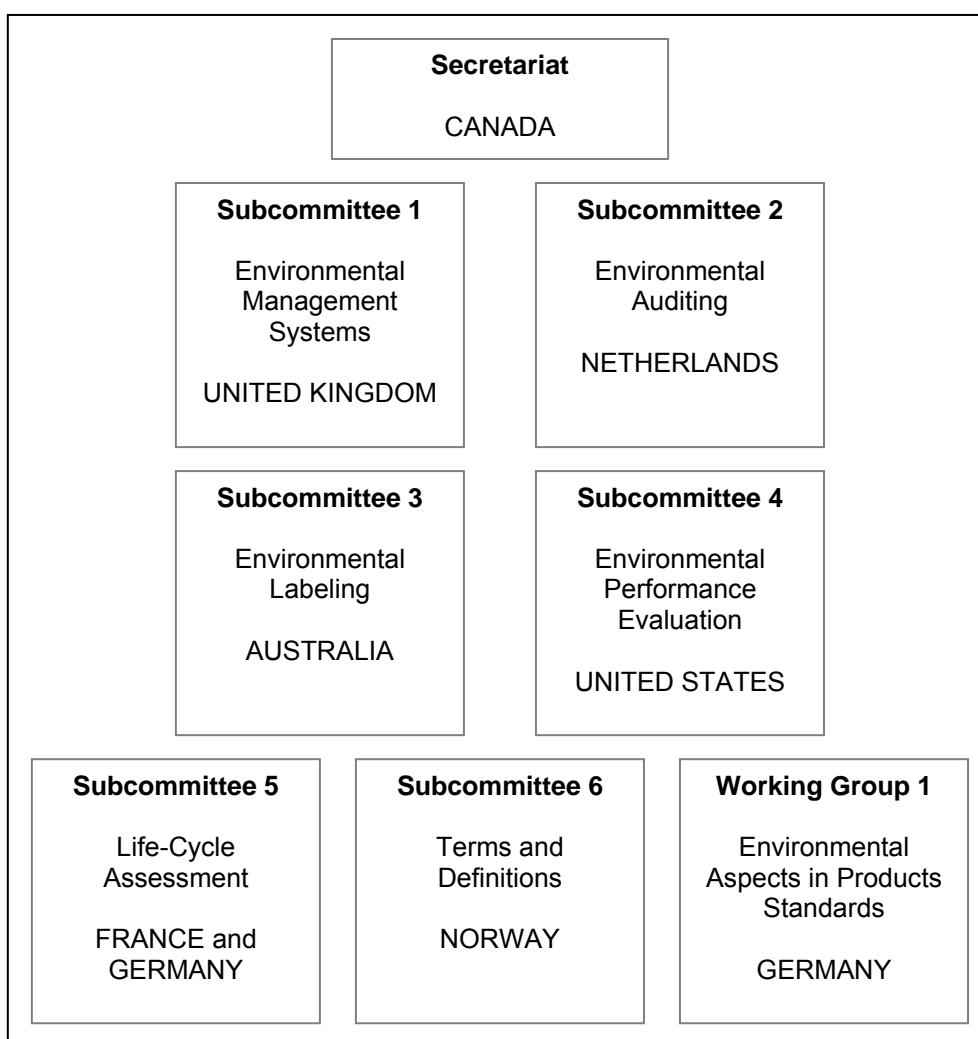 Secretariat
CANADA
Subcommittee 1
Environmental
Management
Systems
UNITED KINGDOM
Subcommittee 2
Environmental
Auditing
NETHERLANDS
Subcommittee 3
Environmental
Labeling
AUSTRALIA
Subcommittee 4
Environmental
Performance
Evaluation
UNITED STATES
Subcommittee 5
Life-Cycle
Assessment
FRANCE and
GERMANY
Subcommittee 6
Terms and
Definitions
NORWAY
Working Group 1
Environmental
Aspects in Products
Standards
GERMANY